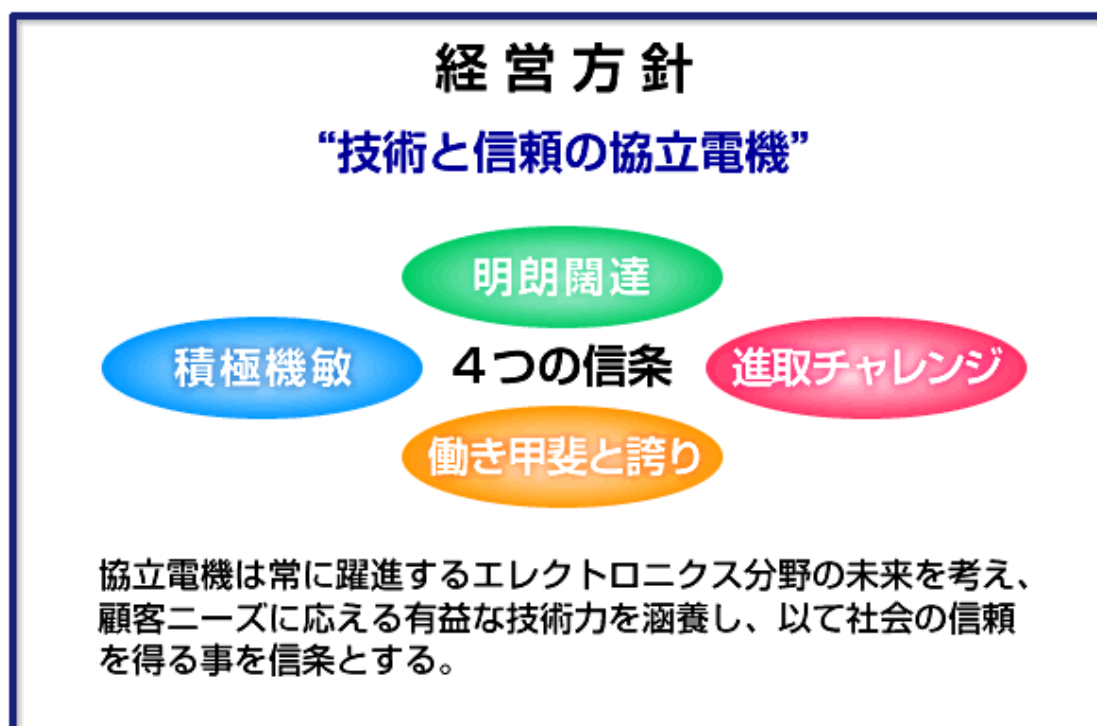 経営方針
“技術と信頼の協立電機”
明朗闊達
積極機敏
4つの信条
進取チャレンジ
働き甲斐と誇り
協立電機は常に躍進するエレクトロニクス分野の未来を考え、
顧客ニーズに応える有益な技術力を涵養し、以て社会の信頼
を得る事を信条とする。